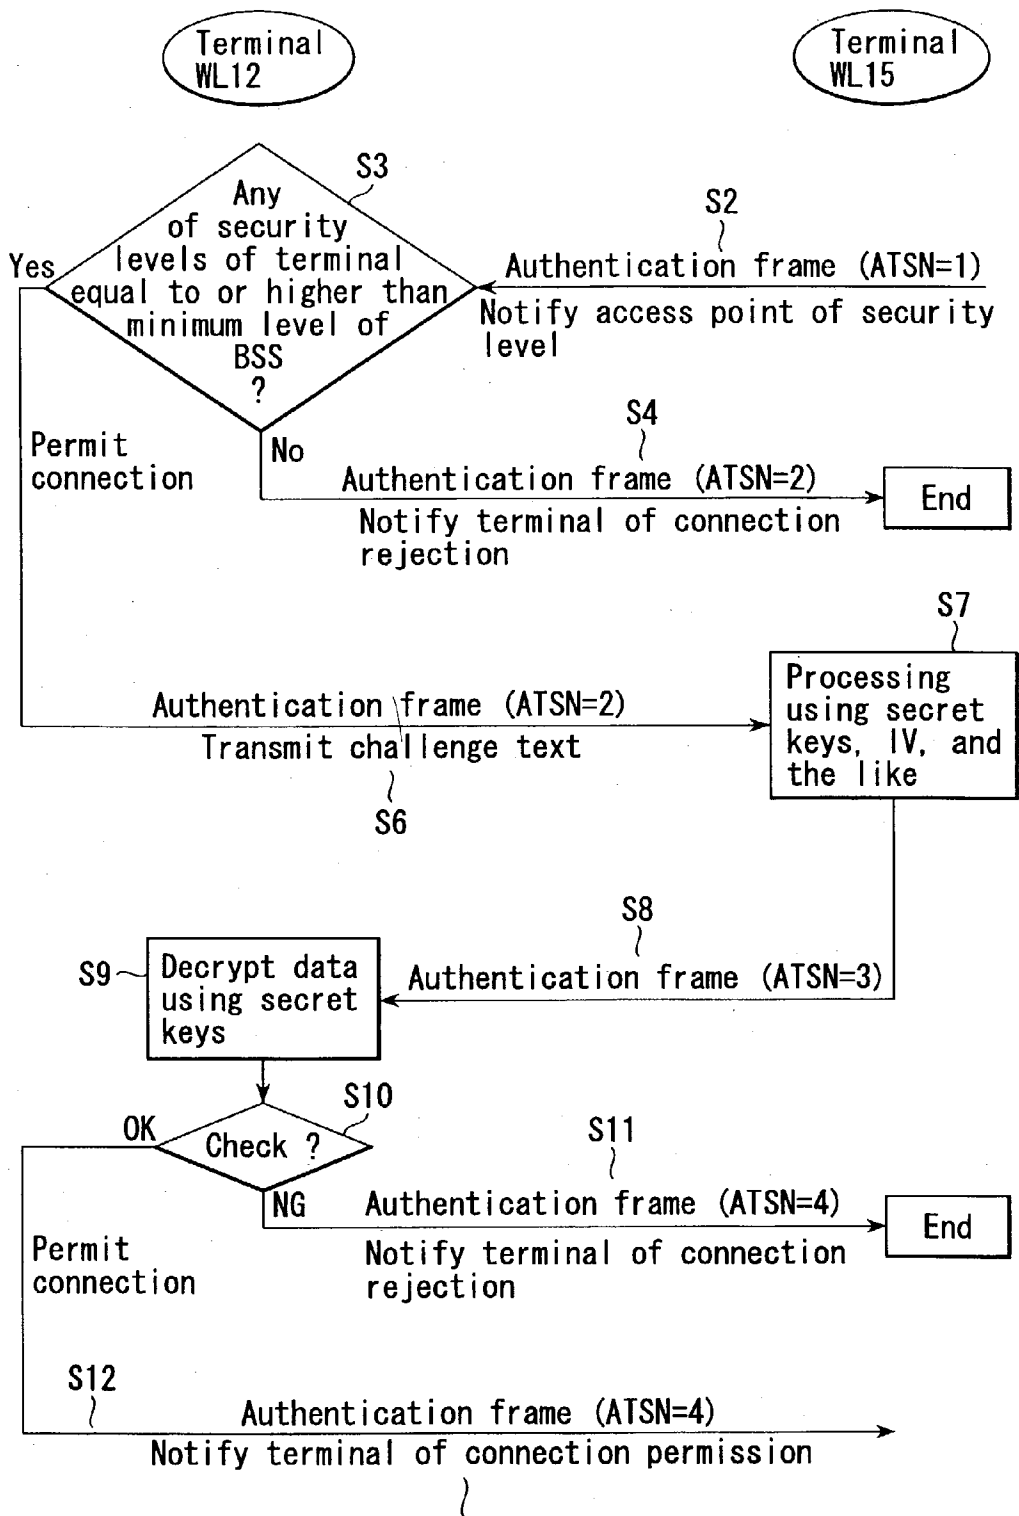 Terminal
WL12
Terminal
WL15
S3
Any
of security
levels of terminal
equal to or higher than
minimum level of
BSS
?
Yes
S2
Authentication frame (ATSN=1)
Notify access point of security
level
Permit
connection
No
S4
Authentication frame (ATSN=2)
Notify terminal of connection
rejection
End
S7
Processing
using secret
keys, IV, and
the like
Authentication frame (ATSN=2)
Transmit challenge text
S6
S8
Authentication frame (ATSN=3)
S9
Decrypt data
using secret
keys
S10
OK
Check ?
NG
S11
Authentication frame (ATSN=4)
Notify terminal of connection
rejection
End
Permit
connection
S12
Authentication frame (ATSN=4)
Notify terminal of connection permission